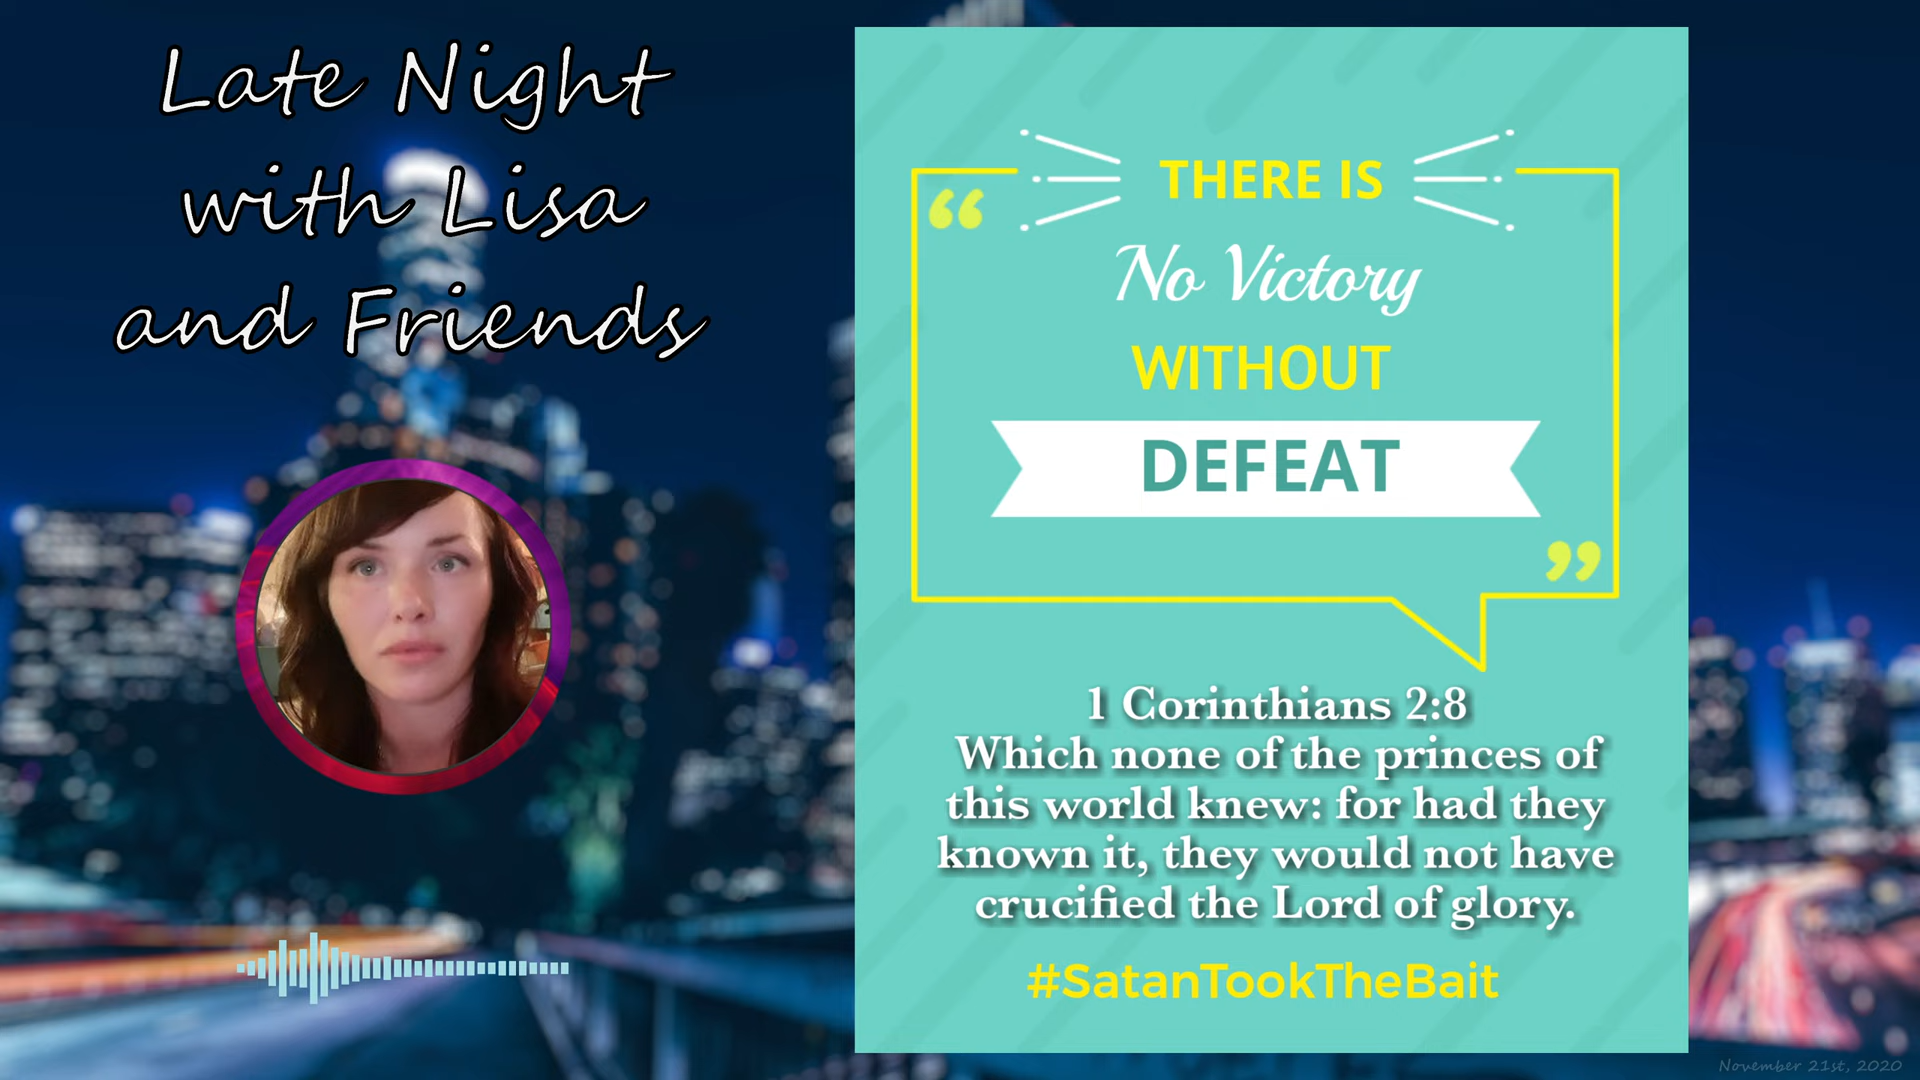 Late Night
with Lisa
and Friends
“
THERE IS
No Victory
WITHOUT
DEFEAT
”
1 Corinthians 2:8
Which none of the princes of
this world knew: for had they
known it, they would not have
crucified the Lord of glory.
#SatanTookTheBait
November 21st, 2020